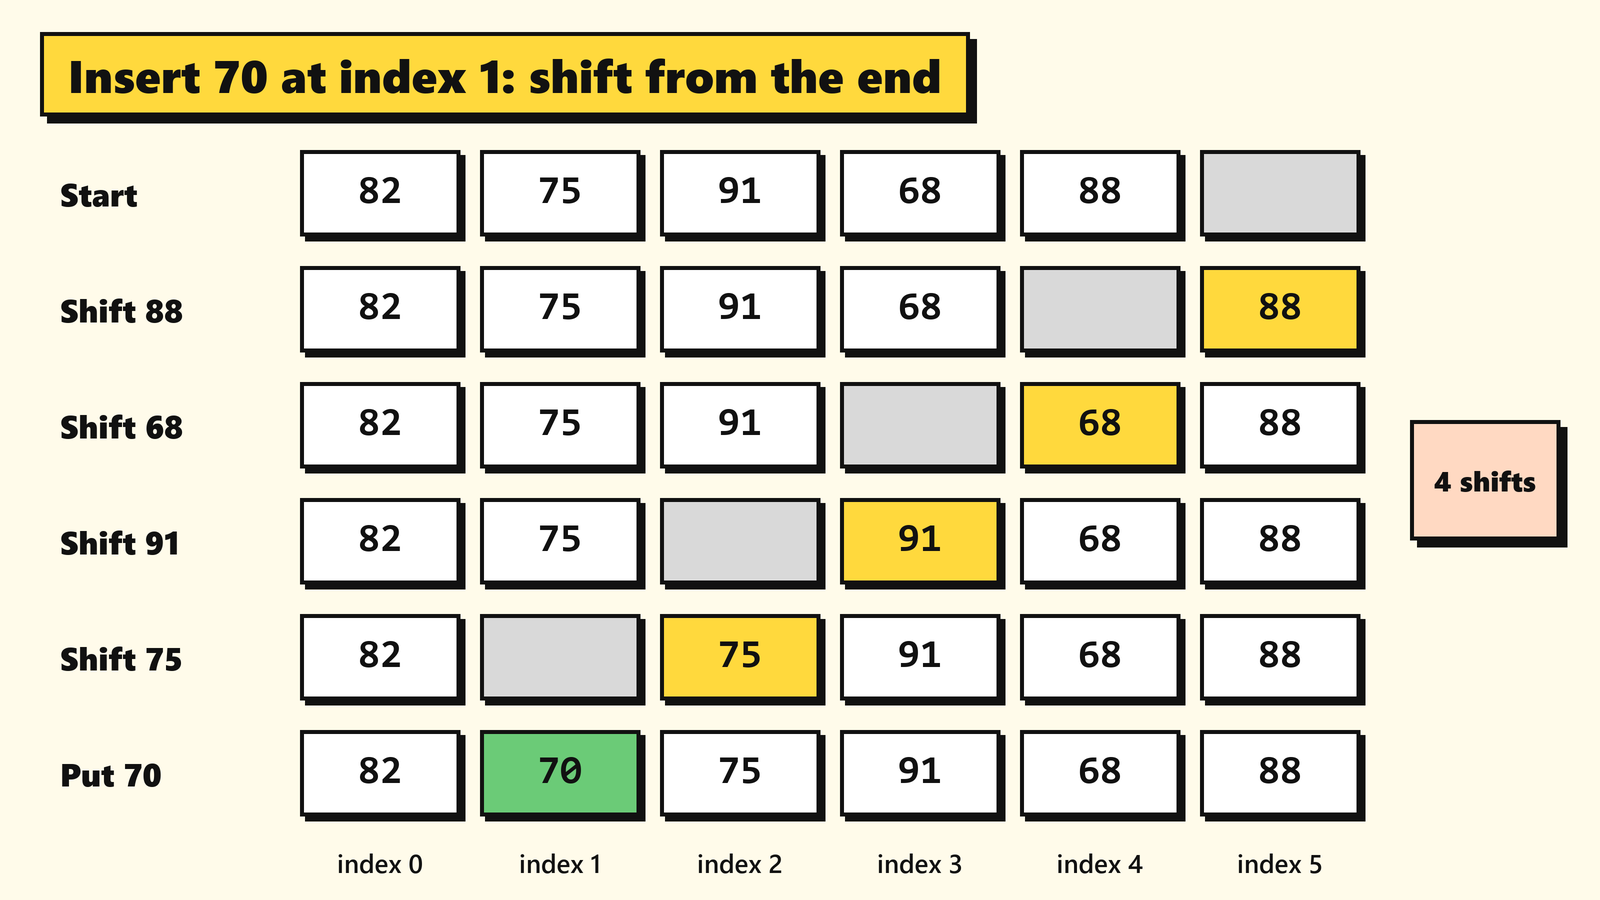 Insert 70 at index 1: shift from the end
Start 82 75 91 68 88
Shift 88 82 75 91 68 88
Shift 68 82 75 91 68 88
4 shifts
Shift 91 82 75 91 68 88
Shift 75 82 75 91 68 88
Put 70 82 70 75 91 68 88
index 0 index 1 index 2 index 3 index 4 index 5